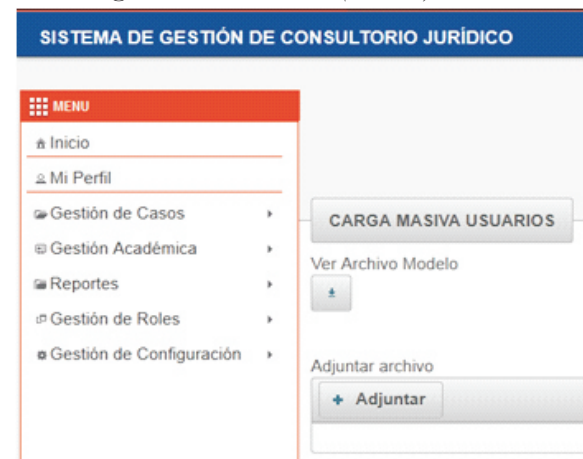 SISTEMA DE GESTIÓN DE CONSULTORIO JURÍDICO
MENU
Inicio
Mi Perfil
Gestión de Casos
Gestión Académica
Reportes
Gestión de Roles
Gestión de Configuración
CARGA MASIVA USUARIOS
Ver Archivo Modelo
Adjuntar archivo
+ Adjuntar